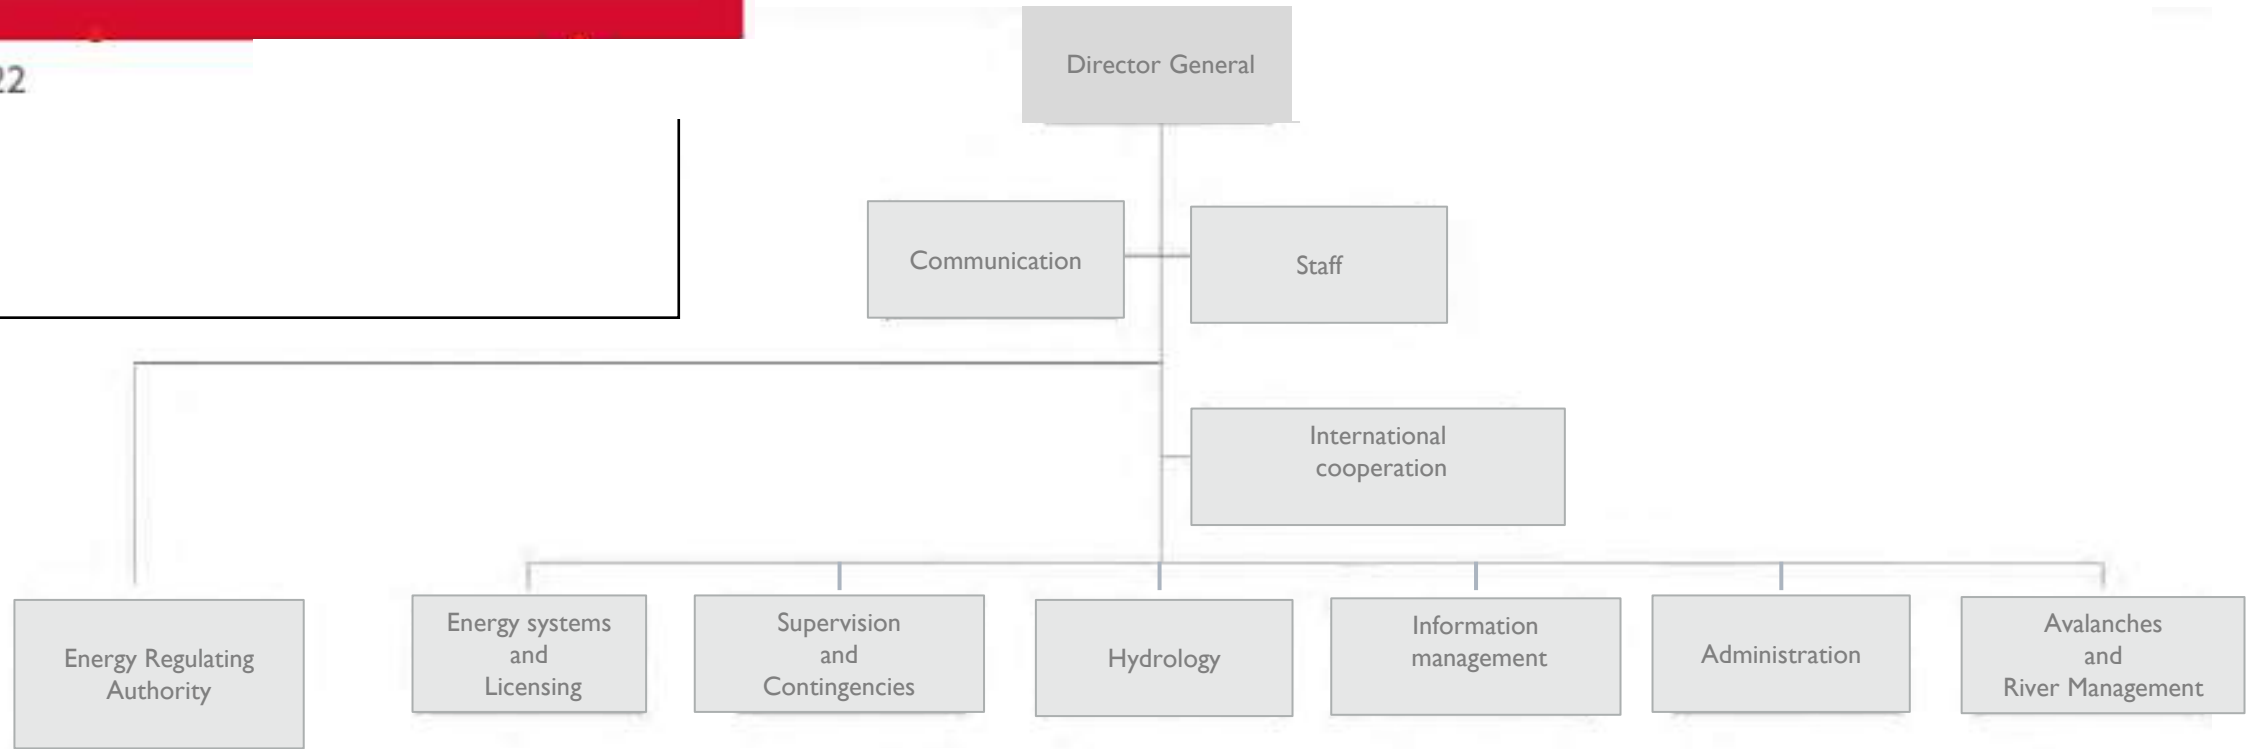 22
Director General
Communication
Staff
International
cooperation
Energy Regulating
Authority
Energy systems
and
Licensing
Supervision
and
Contingencies
Hydrology
Information
management
Administration
Avalanches
and
River Management